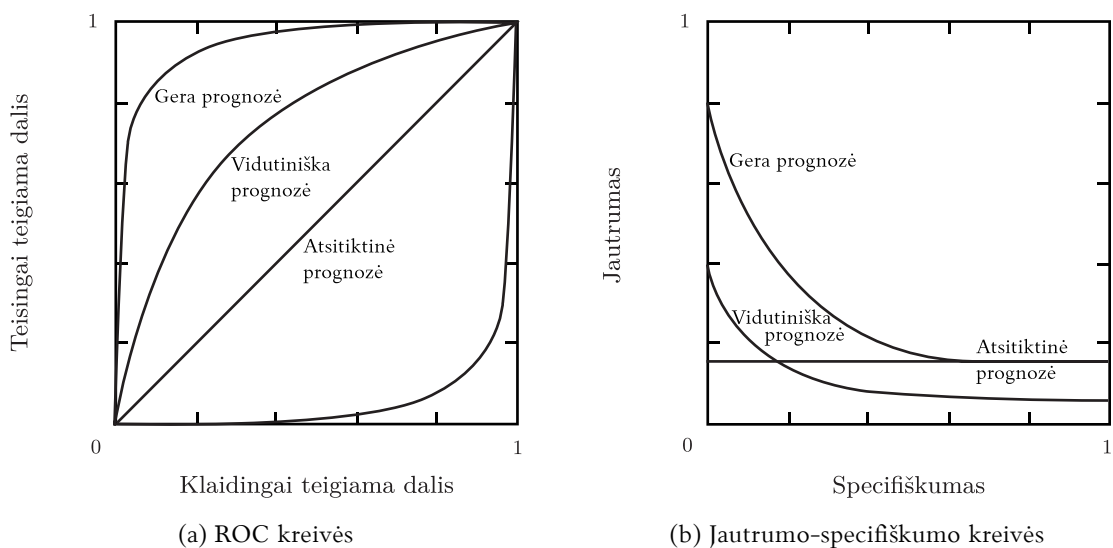 1
Teisingai teigiama dalis
Gera prognozė
Vidutiniška
prognozė
Atsitiktinė
prognozė
0
1
Klaidingai teigiama dalis
(a) ROC kreivės
1
Jautrumas
Gera prognozė
Vidutiniška
prognozė
Atsitiktinė
prognozė
0
1
Specifiškumas
(b) Jautrumo-specifiškumo kreivės